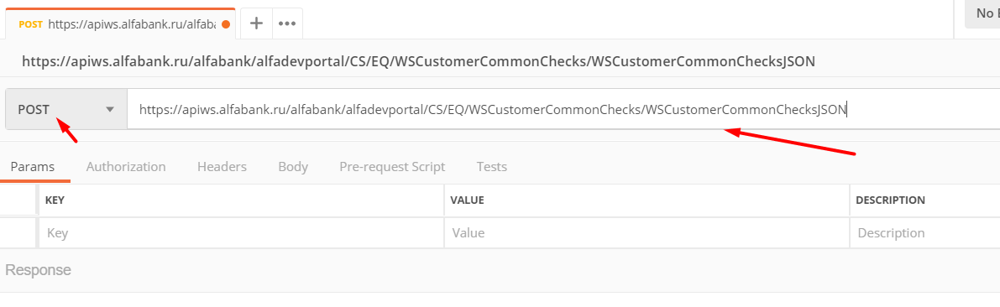 POST https://apiws.alfabank.ru/alfaba
No
https://apiws.alfabank.ru/alfabank/alfadevportal/CS/EQ/WSCustomerCommonChecks/WSCustomerCommonChecksJSON
POST https://apiws.alfabank.ru/alfabank/alfadevportal/CS/EQ/WSCustomerCommonChecks/WSCustomerCommonChecksJSON
Params Authorization Headers Body Pre-request Script Tests
KEY VALUE DESCRIPTION
Key Value Description
Response